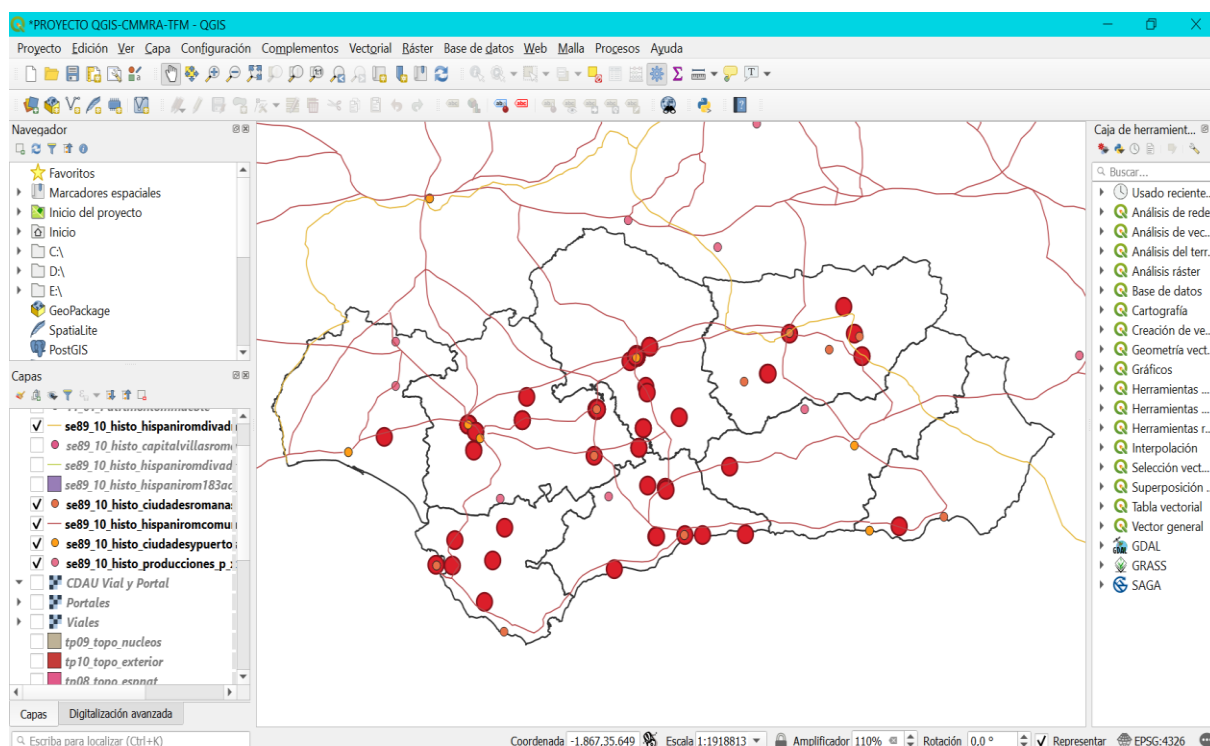 *PROYECTO QGIS-CMMRA-TFM - QGIS
Proyecto Edición Ver Capa Configuración Complementos Vectorial Ráster Base de datos Web Malla Procesos Ayuda
Navegador
Favoritos
Marcadores espaciales
Inicio del proyecto
Inicio
C:\
D:\
E:\
GeoPackage
SpatiaLite
PostGIS
Capas
se89_10_histo_hispaniromdivad
se89_10_histo_capitalvillasrom
se89_10_histo_hispaniromdivad
se89_10_histo_hispanirom183ac
se89_10_histo_ciudadesromana
se89_10_histo_hispaniromcomu
se89_10_histo_ciudadesypuerto
se89_10_histo_producciones_p_
CDAU Vial y Portal
Portales
Viales
tp09_topo_nucleos
tp10_topo_exterior
tp08_topo_espnat
Capas Digitalización avanzada
Caja de herramient...
Buscar...
Usado reciente...
Análisis de rede
Análisis de vec...
Análisis del terr...
Análisis ráster
Base de datos
Cartografía
Creación de ve...
Geometría vect...
Gráficos
Herramientas ...
Herramientas ...
Herramientas r...
Interpolación
Selección vect...
Superposición ...
Tabla vectorial
Vector general
GDAL
GRASS
SAGA
Escriba para localizar (Ctrl+K) Coordenada -1.867,35.649 Escala 1:1918813 Amplificador 110% Rotación 0,0 ° Representar EPSG:4326